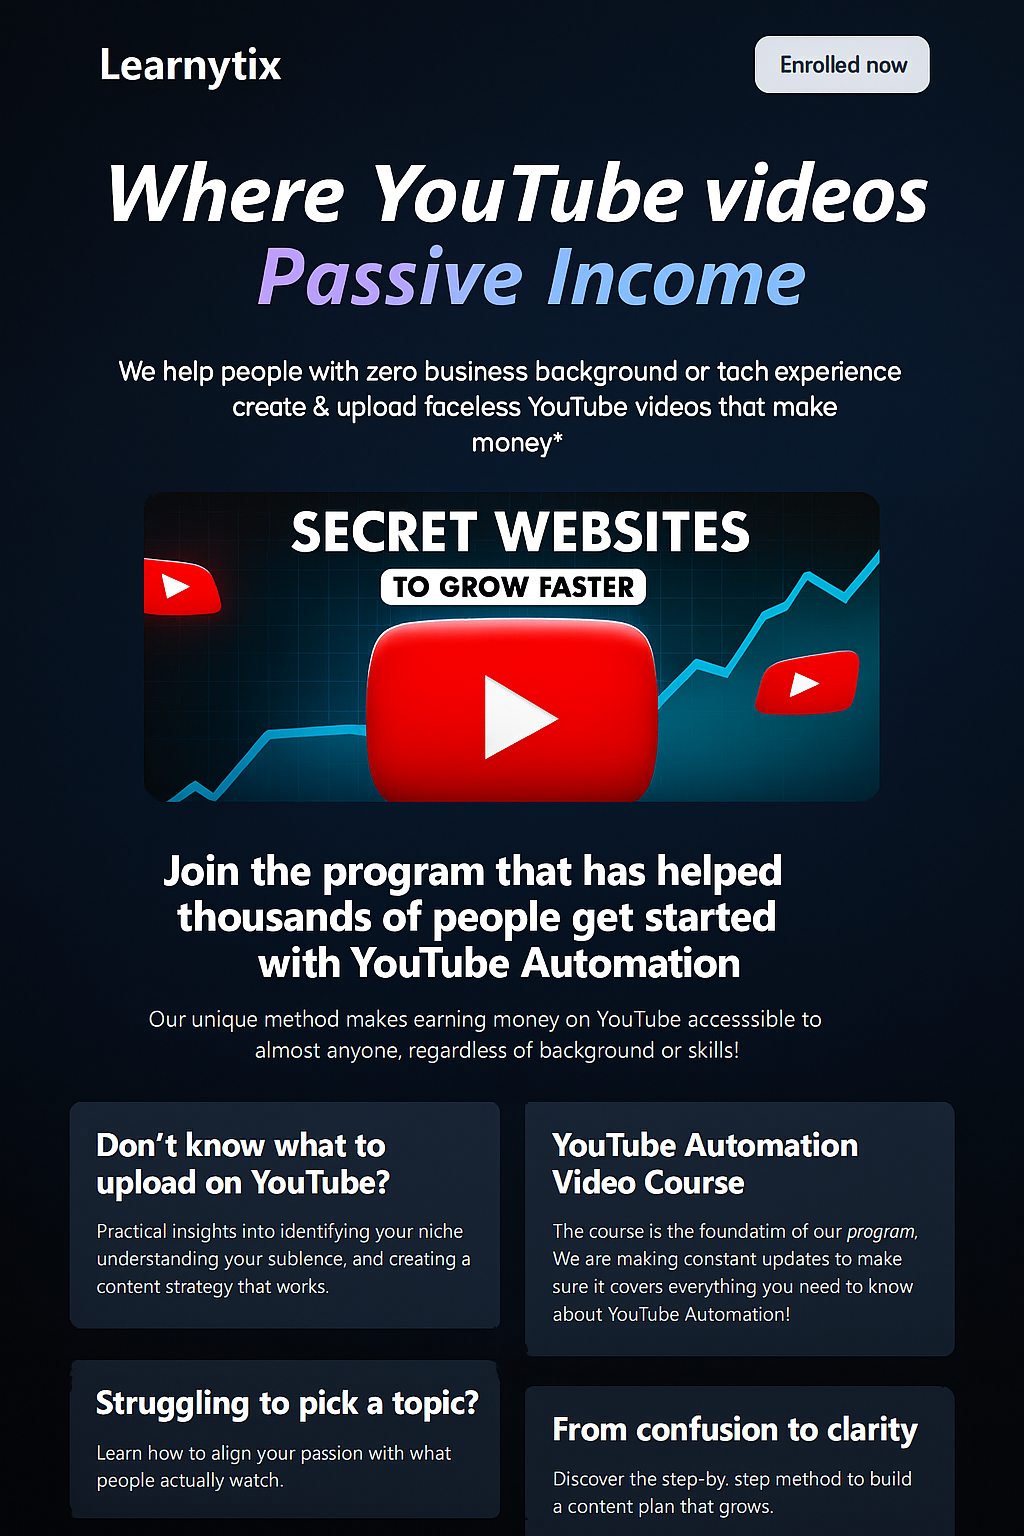 Learnytix
Enrolled now
Where YouTube videos
Passive Income
We help people with zero business background or tach experience
create & upload faceless YouTube videos that make
money*
SECRET WEBSITES
TO GROW FASTER
Join the program that has helped
thousands of people get started
with YouTube Automation
Our unique method makes earning money on YouTube accesssible to
almost anyone, regardless of background or skills!
Don't know what to
upload on YouTube?
Practical insights into identifying your niche
understanding your sublence, and creating a
content strategy that works.
YouTube Automation
Video Course
The course is the foundatim of our program,
We are making constant updates to make
sure it covers everything you need to know
about YouTube Automation!
Struggling to pick a topic?
Learn how to align your passion with what
people actually watch.
From confusion to clarity
Discover the step-by. step method to build
a content plan that grows.